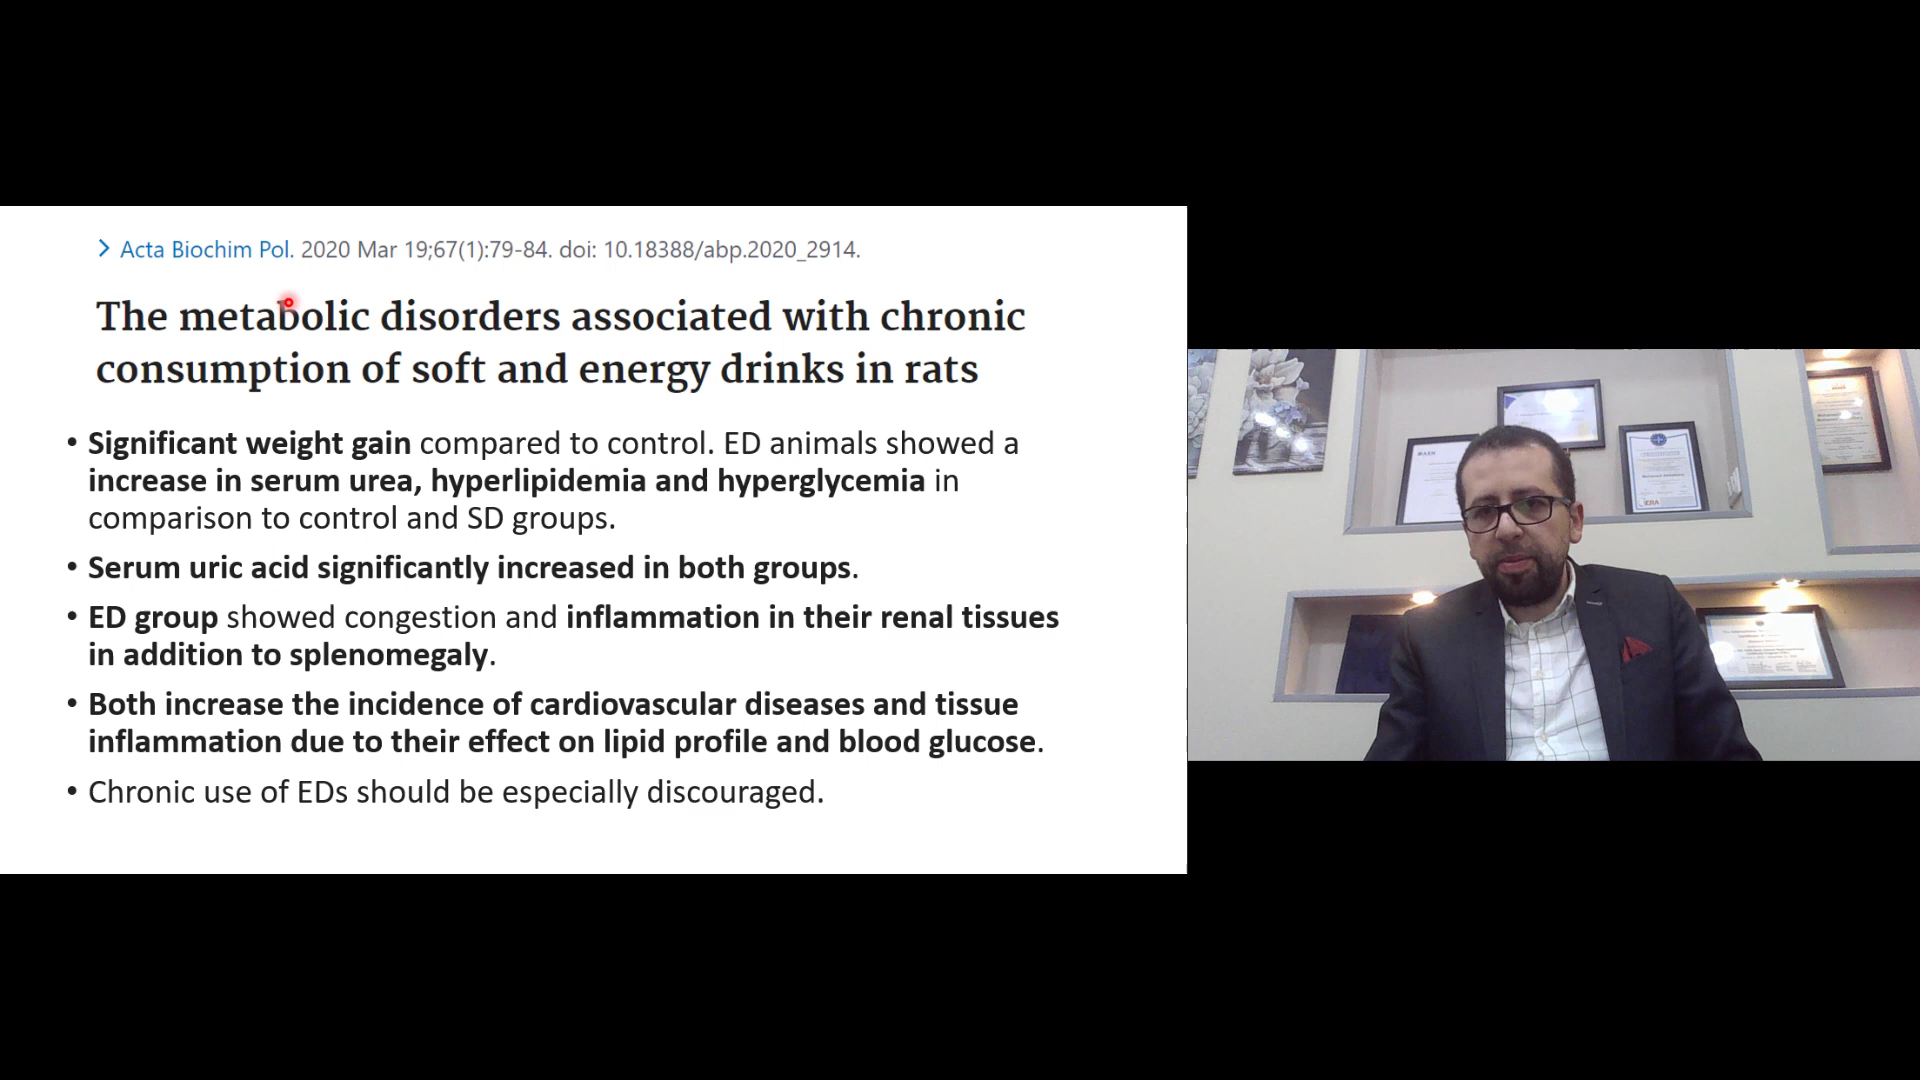 > Acta Biochim Pol. 2020 Mar 19;67(1):79-84. doi: 10.18388/abp.2020_2914.
The metabolic disorders associated with chronic
consumption of soft and energy drinks in rats
• Significant weight gain compared to control. ED animals showed a
increase in serum urea, hyperlipidemia and hyperglycemia in
comparison to control and SD groups.
• Serum uric acid significantly increased in both groups.
• ED group showed congestion and inflammation in their renal tissues
in addition to splenomegaly.
• Both increase the incidence of cardiovascular diseases and tissue
inflammation due to their effect on lipid profile and blood glucose.
• Chronic use of EDs should be especially discouraged.